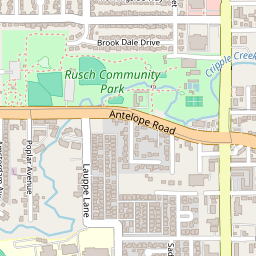 Brook Dale Drive
Cripple Creek
Rusch Community
Park
Antelope Road
Poplar Avenue
Lauppe Lane